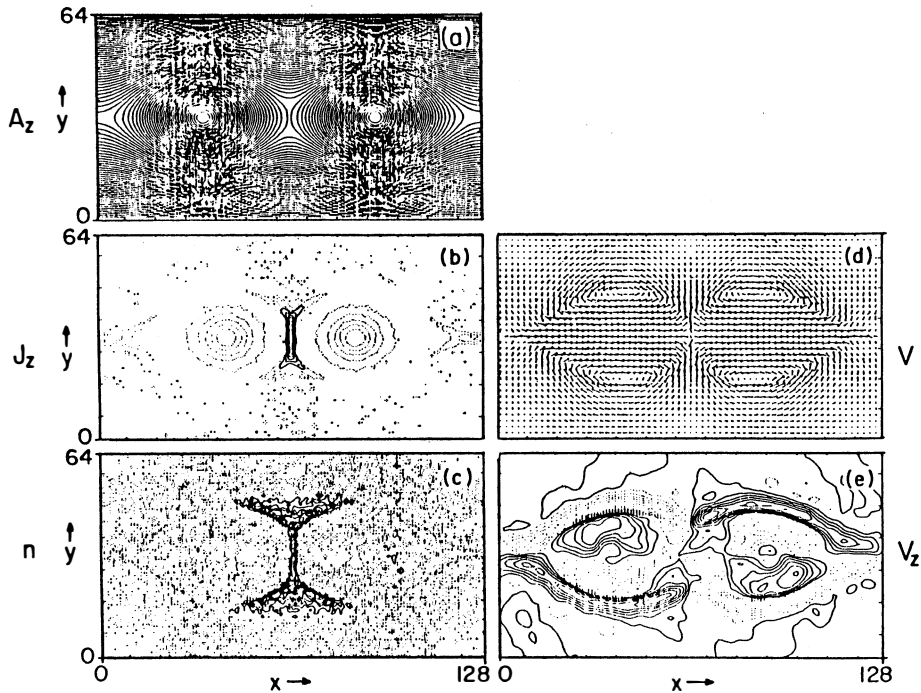 64
(a)
A_z ↑ y
0
64
(b)
(d)
J_z ↑ y
V
0
64
(c)
(e)
n ↑ y
V_z
0
0 x → 128 0 x → 128